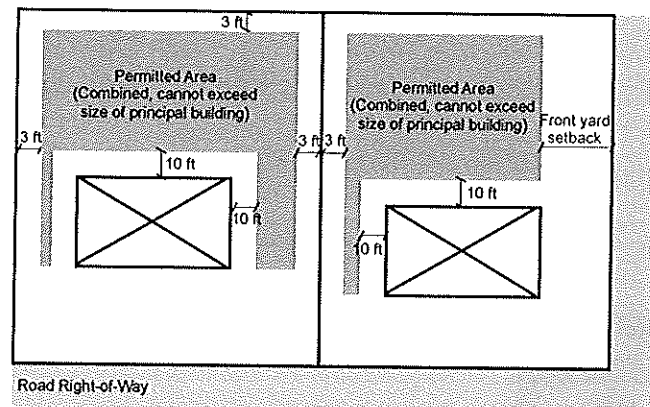 3 ft
Permitted Area
(Combined, cannot exceed
size of principal building)
Permitted Area
(Combined, cannot exceed
size of principal building)
3 ft
3 ft
3 ft
Front yard
setback
10 ft
10 ft
10 ft
10 ft
Road Right-of-Way